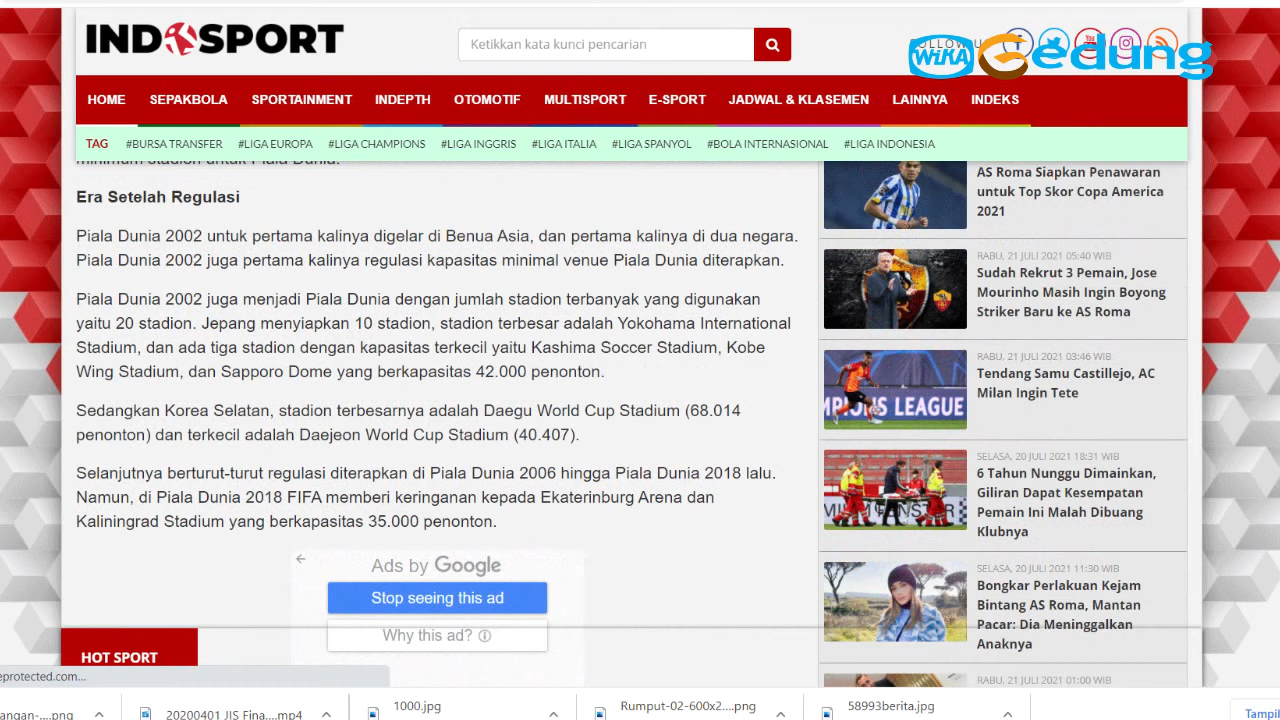 INDOSPORT
Ketikkan kata kunci pencarian
WIKA Gedung
HOME SEPAKBOLA SPORTAINMENT INDEPTH OTOMOTIF MULTISPORT E-SPORT JADWAL & KLASEMEN LAINNYA INDEKS
TAG #BURSA TRANSFER #LIGA EUROPA #LIGA CHAMPIONS #LIGA INGGRIS #LIGA ITALIA #LIGA SPANYOL #BOLA INTERNASIONAL #LIGA INDONESIA
minimum stadion untuk Piala Dunia.
Era Setelah Regulasi
Piala Dunia 2002 untuk pertama kalinya digelar di Benua Asia, dan pertama kalinya di dua negara.
Piala Dunia 2002 juga pertama kalinya regulasi kapasitas minimal venue Piala Dunia diterapkan.
Piala Dunia 2002 juga menjadi Piala Dunia dengan jumlah stadion terbanyak yang digunakan
yaitu 20 stadion. Jepang menyiapkan 10 stadion, stadion terbesar adalah Yokohama International
Stadium, dan ada tiga stadion dengan kapasitas terkecil yaitu Kashima Soccer Stadium, Kobe
Wing Stadium, dan Sapporo Dome yang berkapasitas 42.000 penonton.
Sedangkan Korea Selatan, stadion terbesarnya adalah Daegu World Cup Stadium (68.014
penonton) dan terkecil adalah Daejeon World Cup Stadium (40.407).
Selanjutnya berturut-turut regulasi diterapkan di Piala Dunia 2006 hingga Piala Dunia 2018 lalu.
Namun, di Piala Dunia 2018 FIFA memberi keringanan kepada Ekaterinburg Arena dan
Kaliningrad Stadium yang berkapasitas 35.000 penonton.
Ads by Google
Stop seeing this ad
Why this ad?
HOT SPORT
AS Roma Siapkan Penawaran
untuk Top Skor Copa America
2021
RABU, 21 JULI 2021 05:40 WIB
Sudah Rekrut 3 Pemain, Jose
Mourinho Masih Ingin Boyong
Striker Baru ke AS Roma
RABU, 21 JULI 2021 03:46 WIB
Tendang Samu Castillejo, AC
Milan Ingin Tete
PIONS LEAGUE
SELASA, 20 JULI 2021 18:31 WIB
6 Tahun Nunggu Dimainkan,
Giliran Dapat Kesempatan
Pemain Ini Malah Dibuang
Klubnya
SELASA, 20 JULI 2021 11:30 WIB
Bongkar Perlakuan Kejam
Bintang AS Roma, Mantan
Pacar: Dia Meninggalkan
Anaknya
RABU, 21 JULI 2021 01:00 WIB
eprotected.com...
angan-....png
20200401 JIS Fina....mp4
1000.jpg
Rumput-02-600x2....png
58993berita.jpg
Tampil